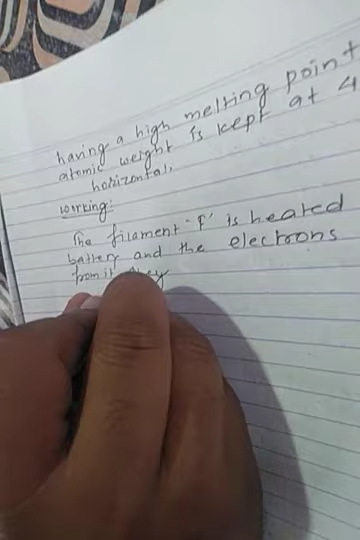 having a high melting point
atomic weight is kept at 4
horizontal.
Working:
The filament 'F' is heated
battery and the electrons
from it